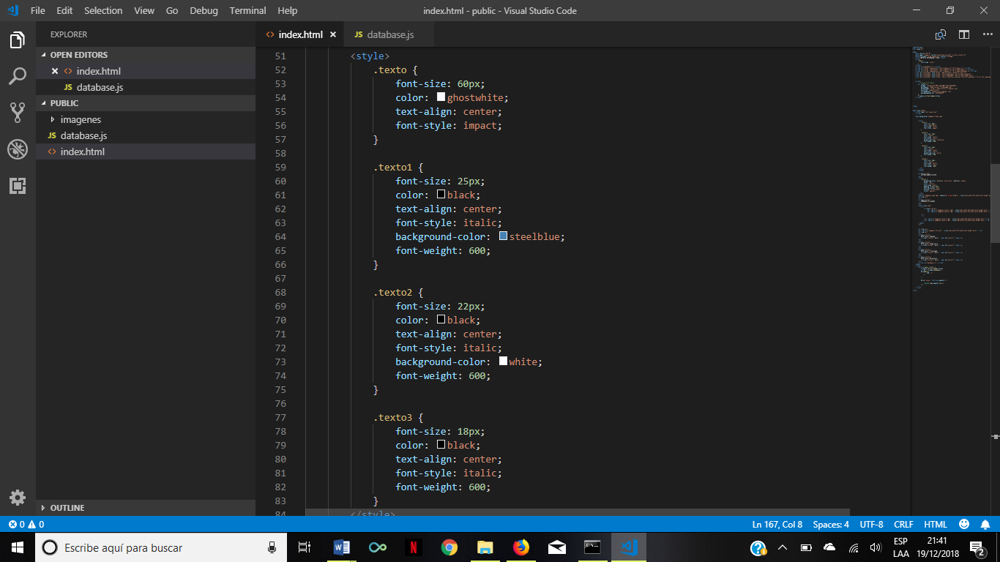 File Edit Selection View Go Debug Terminal Help
index.html - public - Visual Studio Code
EXPLORER
OPEN EDITORS
index.html
JS database.js
PUBLIC
imagenes
JS database.js
index.html
OUTLINE
index.html
JS database.js
51 <style>
52 .texto {
53 font-size: 60px;
54 color: ghostwhite;
55 text-align: center;
56 font-style: impact;
57 }
58
59 .texto1 {
60 font-size: 25px;
61 color: black;
62 text-align: center;
63 font-style: italic;
64 background-color: steelblue;
65 font-weight: 600;
66 }
67
68 .texto2 {
69 font-size: 22px;
70 color: black;
71 text-align: center;
72 font-style: italic;
73 background-color: white;
74 font-weight: 600;
75 }
76
77 .texto3 {
78 font-size: 18px;
79 color: black;
80 text-align: center;
81 font-style: italic;
82 font-weight: 600;
83 }
84 </style>
0 0
Ln 167, Col 8 Spaces: 4 UTF-8 CRLF HTML
Escribe aquí para buscar
ESP
LAA
21:41
19/12/2018
2